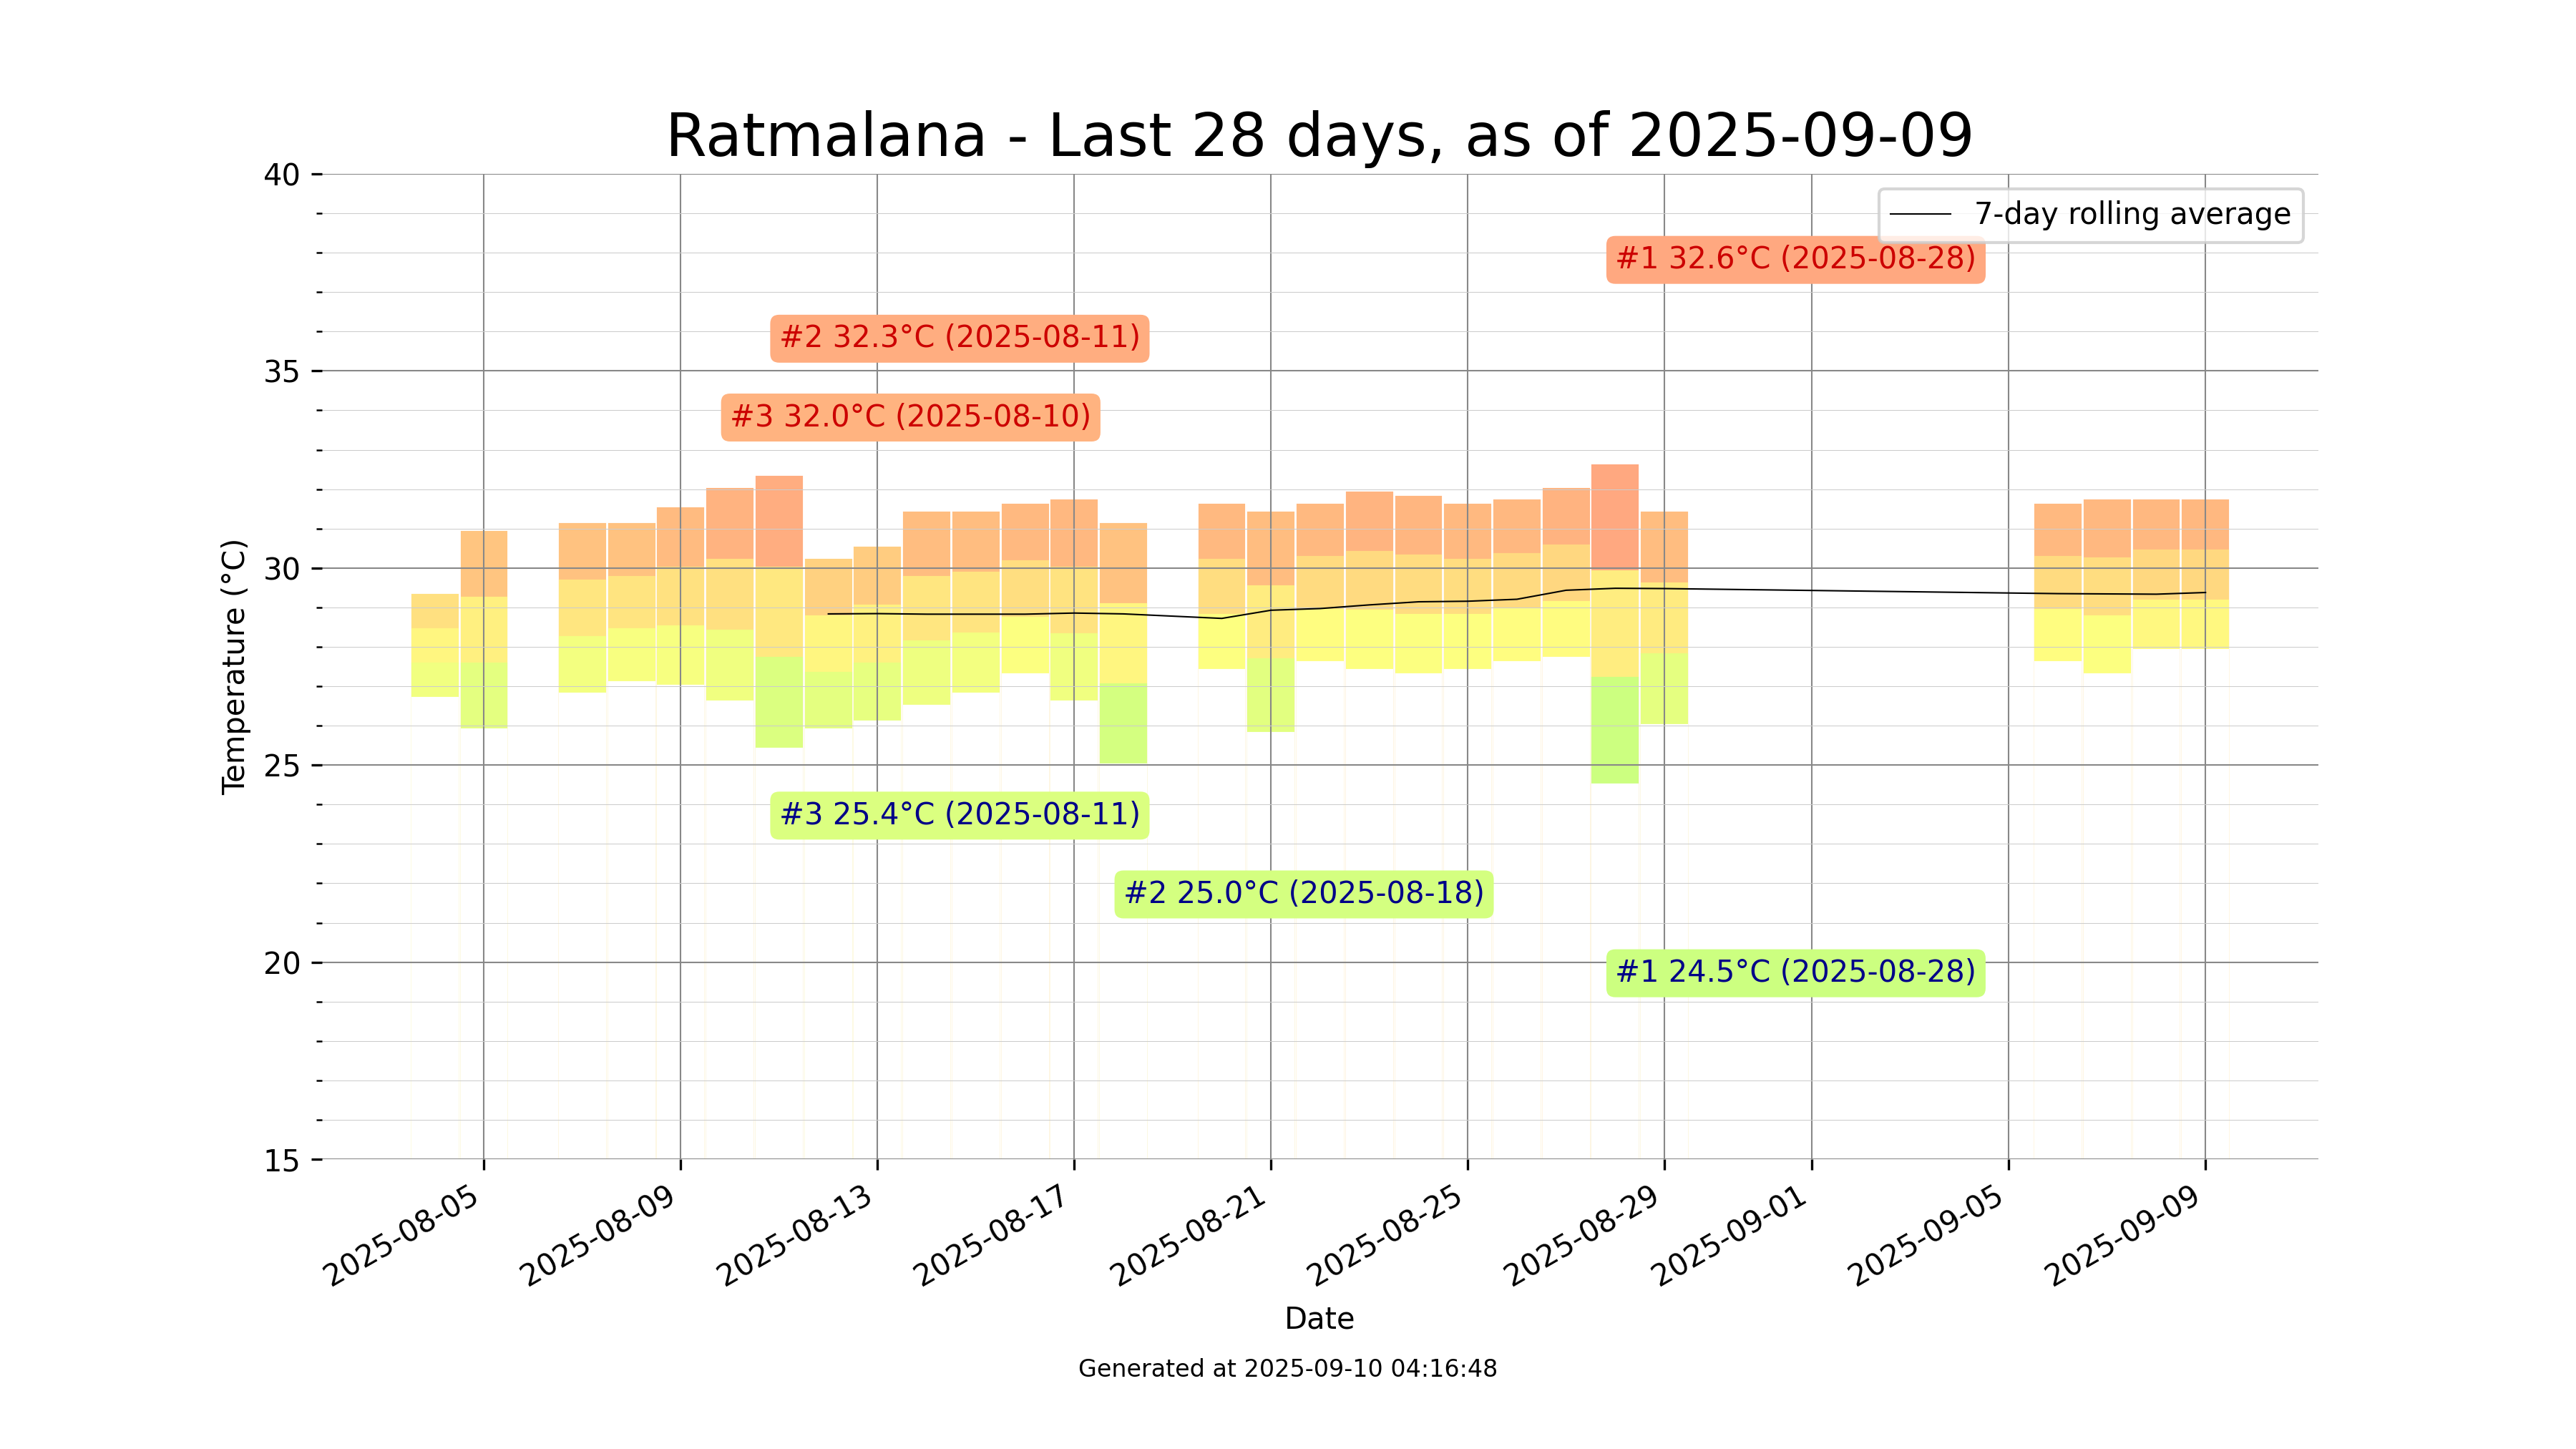 Ratmalana - Last 28 days, as of 2025-09-09
7-day rolling average
#1 32.6°C (2025-08-28)
#2 32.3°C (2025-08-11)
#3 32.0°C (2025-08-10)
#3 25.4°C (2025-08-11)
#2 25.0°C (2025-08-18)
#1 24.5°C (2025-08-28)
Temperature (°C)
40
35
30
25
20
15
2025-08-05
2025-08-09
2025-08-13
2025-08-17
2025-08-21
2025-08-25
2025-08-29
2025-09-01
2025-09-05
2025-09-09
Date
Generated at 2025-09-10 04:16:48